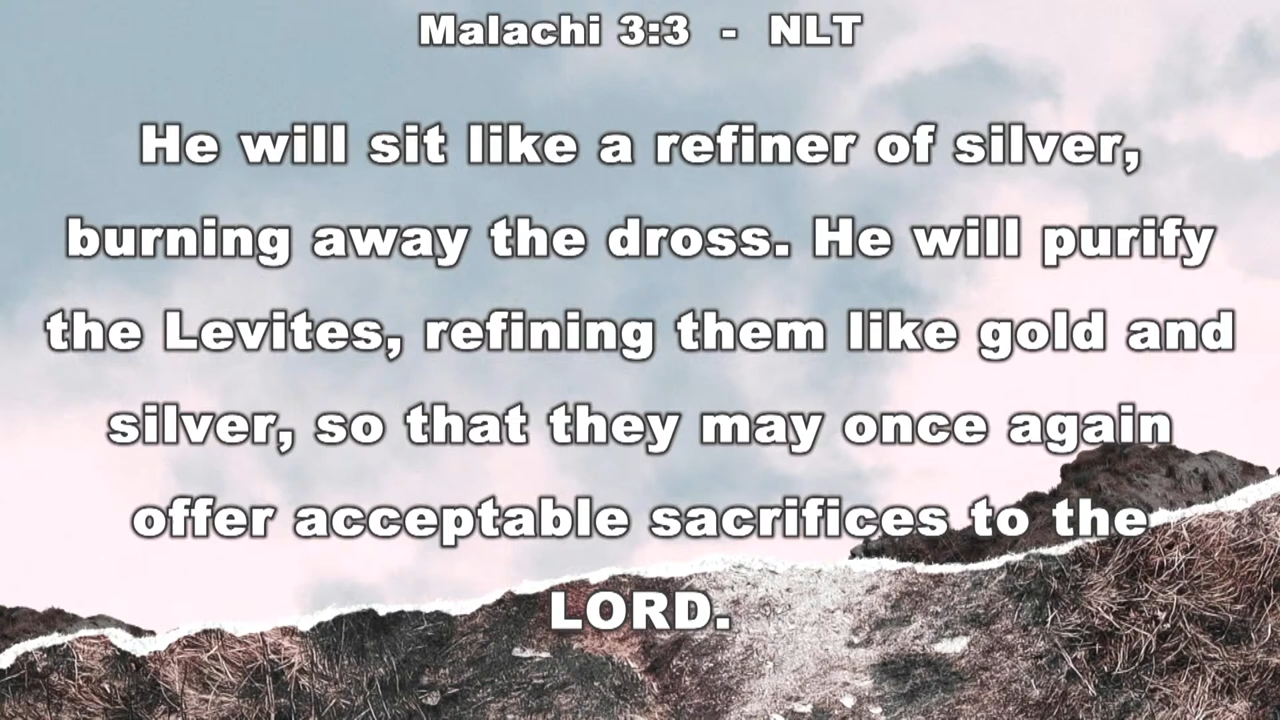 Malachi 3:3 - NLT
He will sit like a refiner of silver,
burning away the dross. He will purify
the Levites, refining them like gold and
silver, so that they may once again
offer acceptable sacrifices to the
LORD.